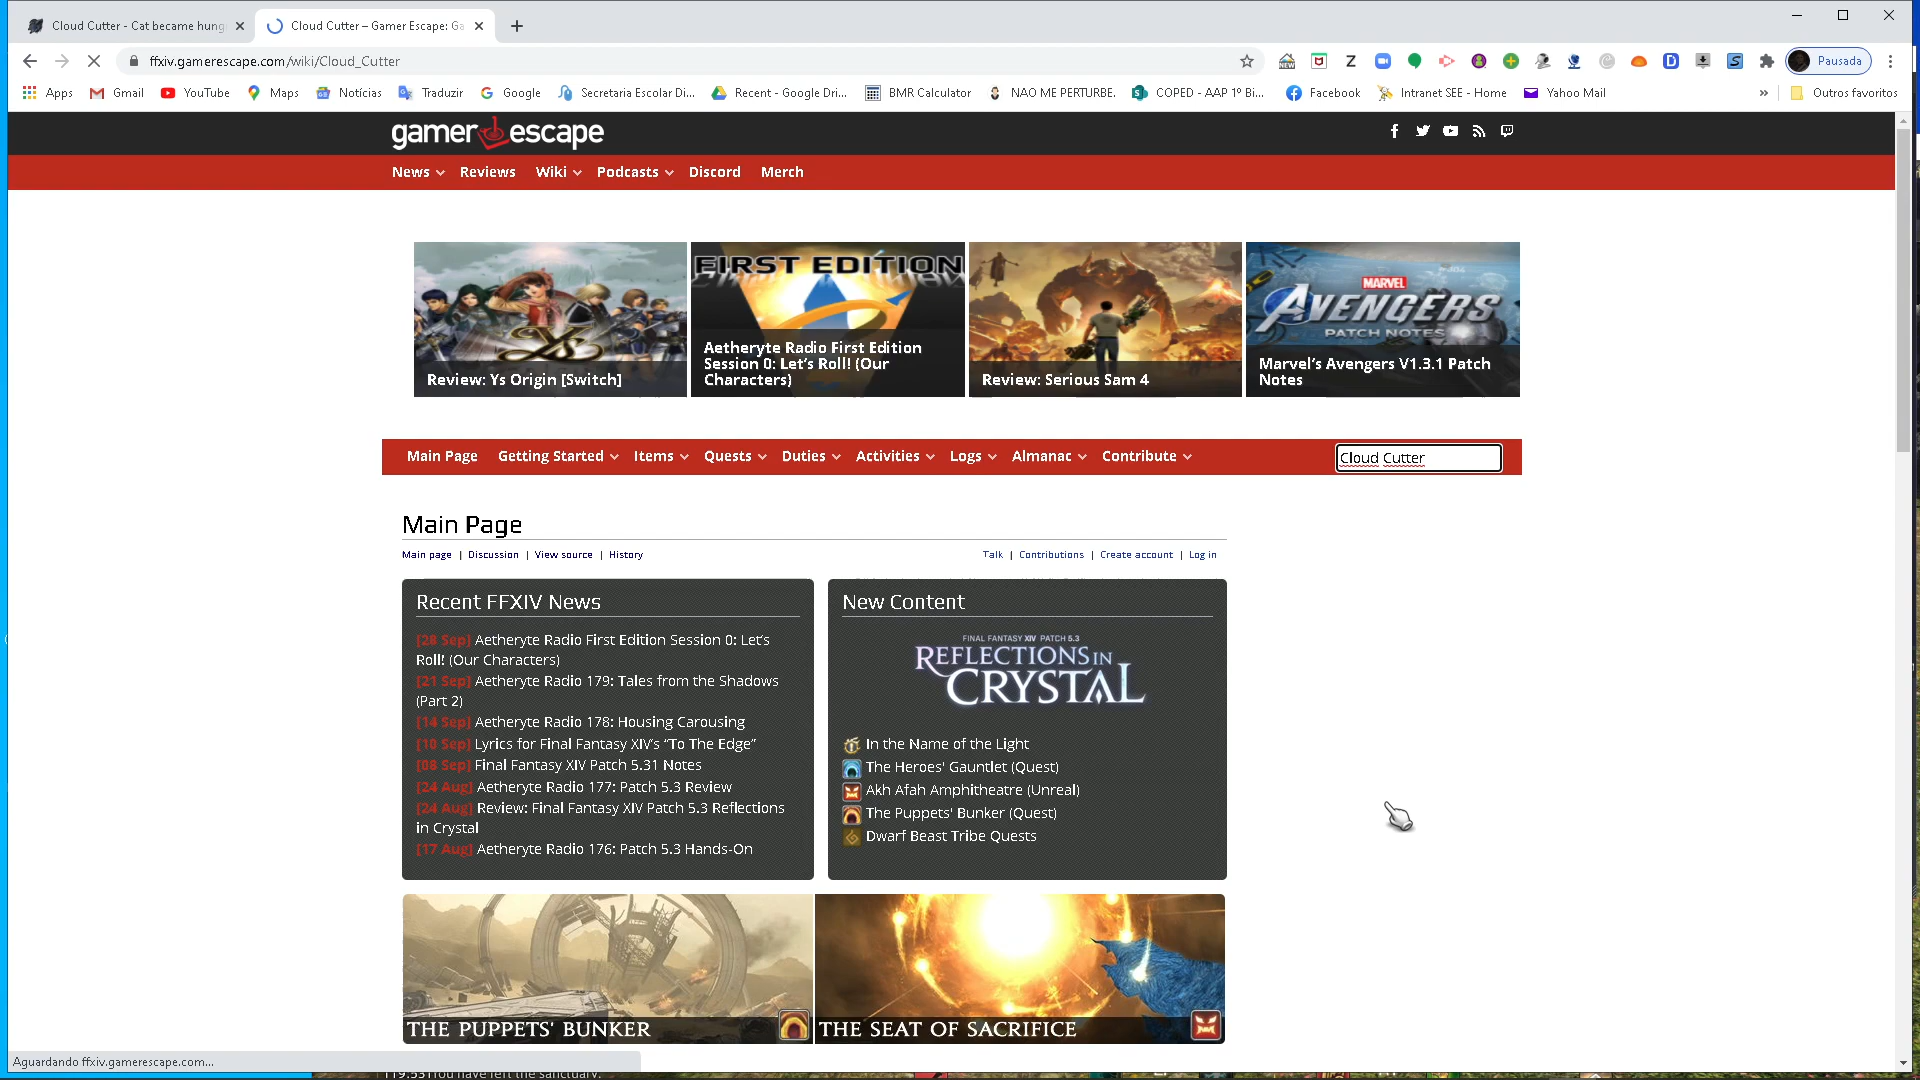 Cloud Cutter - Cat became hung
Cloud Cutter – Gamer Escape: Ga
ffxiv.gamerescape.com/wiki/Cloud_Cutter
Pausada
Apps
Gmail
YouTube
Maps
Notícias
Traduzir
Google
Secretaria Escolar Di...
Recent - Google Dri...
BMR Calculator
NAO ME PERTURBE.
COPED - AAP 1º Bi...
Facebook
Intranet SEE - Home
Yahoo Mail
»
Outros favoritos
gamer escape
News
Reviews
Wiki
Podcasts
Discord
Merch
Review: Ys Origin [Switch]
FIRST EDITION
Aetheryte Radio First Edition
Session 0: Let's Roll! (Our
Characters)
Review: Serious Sam 4
MARVEL
AVENGERS
PATCH NOTES
Marvel's Avengers V1.3.1 Patch
Notes
Main Page
Getting Started
Items
Quests
Duties
Activities
Logs
Almanac
Contribute
Cloud Cutter
Main Page
Main page | Discussion | View source | History
Talk | Contributions | Create account | Log in
Recent FFXIV News
[28 Sep] Aetheryte Radio First Edition Session 0: Let's
Roll! (Our Characters)
[21 Sep] Aetheryte Radio 179: Tales from the Shadows
(Part 2)
[14 Sep] Aetheryte Radio 178: Housing Carousing
[10 Sep] Lyrics for Final Fantasy XIV's "To The Edge"
[08 Sep] Final Fantasy XIV Patch 5.31 Notes
[24 Aug] Aetheryte Radio 177: Patch 5.3 Review
[24 Aug] Review: Final Fantasy XIV Patch 5.3 Reflections
in Crystal
[17 Aug] Aetheryte Radio 176: Patch 5.3 Hands-On
New Content
FINAL FANTASY XIV PATCH 5.3
REFLECTIONS IN
CRYSTAL
In the Name of the Light
The Heroes' Gauntlet (Quest)
Akh Afah Amphitheatre (Unreal)
The Puppets' Bunker (Quest)
Dwarf Beast Tribe Quests
THE PUPPETS' BUNKER
THE SEAT OF SACRIFICE
Aguardando ffxiv.gamerescape.com...
[19:53]You have left the sanctuary.